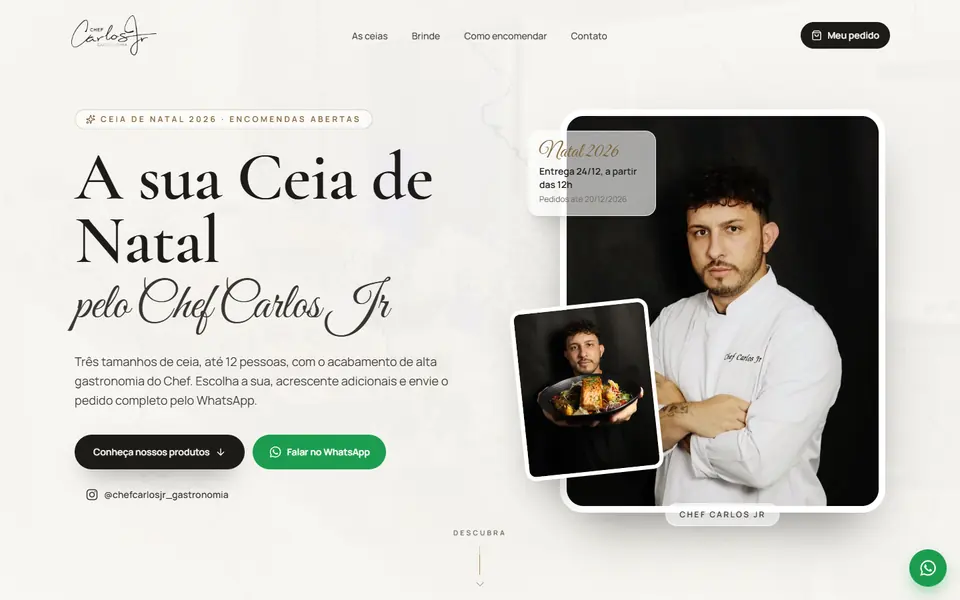 CHEF
Carlos Jr
As ceias
Brinde
Como encomendar
Contato
Meu pedido
CEIA DE NATAL 2026 · ENCOMENDAS ABERTAS
A sua Ceia de
Natal
pelo Chef Carlos Jr
Três tamanhos de ceia, até 12 pessoas, com o acabamento de alta
gastronomia do Chef. Escolha a sua, acrescente adicionais e envie o
pedido completo pelo WhatsApp.
Conheça nossos produtos
Falar no WhatsApp
@chefcarlosjr_gastronomia
Natal 2026
Entrega 24/12, a partir
das 12h
Pedidos até 20/12/2026
Chef Carlos Jr
CHEF CARLOS JR
DESCUBRA